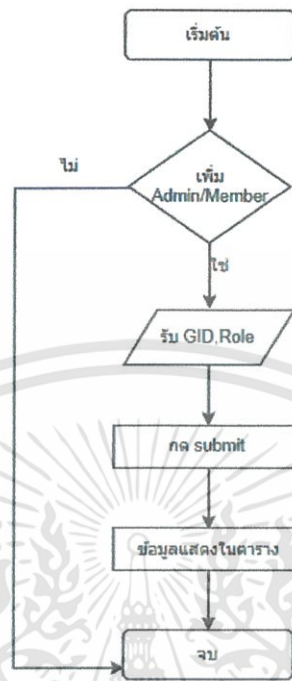 เริ่มต้น
ไม่
เพิ่ม
Admin/Member
ใช่
รับ GID,Role
กด submit
ข้อมูลแสดงในตาราง
จบ